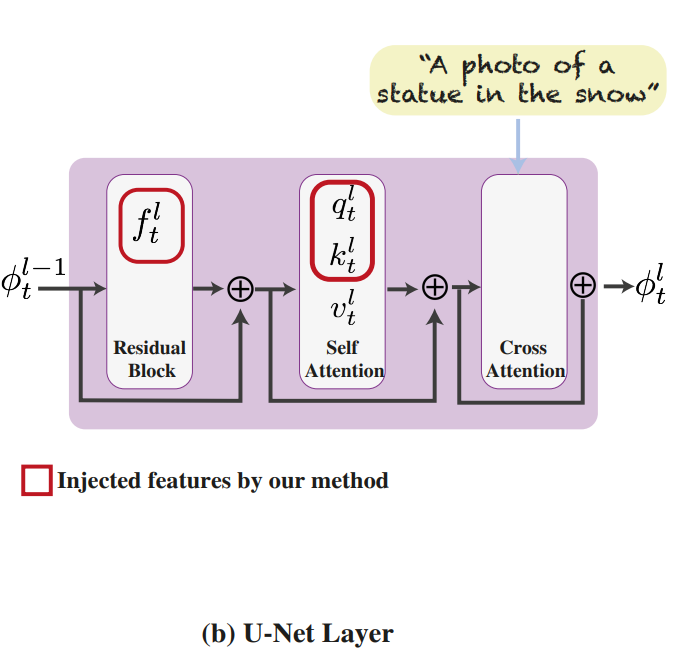 “A photo of a
statue in the snow”
f_t^l
q_t^l
k_t^l
v_t^l
ϕ_t^{l-1}
⊕
⊕
⊕
ϕ_t^l
Residual
Block
Self
Attention
Cross
Attention
Injected features by our method
(b) U-Net Layer